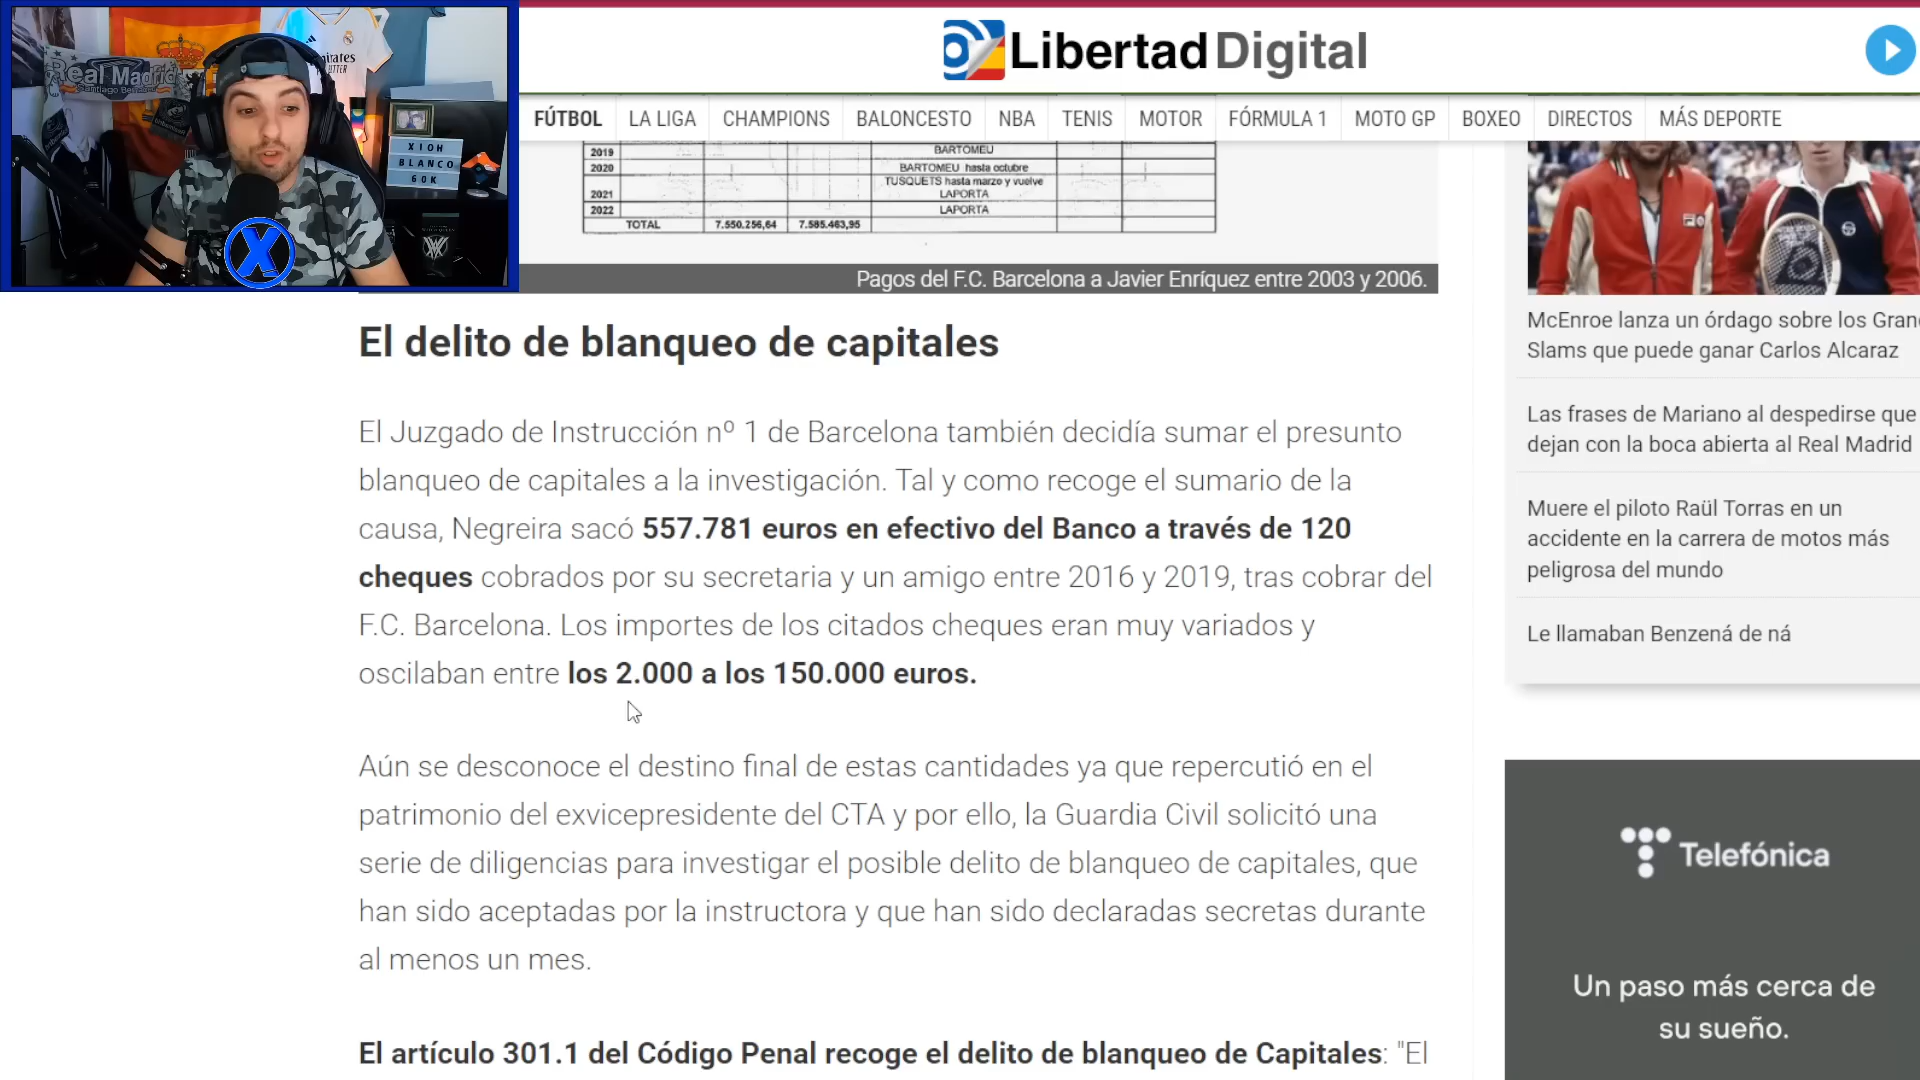 Real Madrid
Santiago Be
XIOH
BLANCO
60K
X
Libertad Digital
FÚTBOL LA LIGA CHAMPIONS BALONCESTO NBA TENIS MOTOR FÓRMULA 1 MOTO GP BOXEO DIRECTOS MÁS DEPORTE
2019 BARTOMEU
2020 BARTOMEU hasta octubre
TUSQUETS hasta marzo y vuelve
2021 LAPORTA
2022 LAPORTA
TOTAL 7.550.256,64 7.585.463,95
Pagos del F.C. Barcelona a Javier Enríquez entre 2003 y 2006.
El delito de blanqueo de capitales
El Juzgado de Instrucción nº 1 de Barcelona también decidía sumar el presunto
blanqueo de capitales a la investigación. Tal y como recoge el sumario de la
causa, Negreira sacó 557.781 euros en efectivo del Banco a través de 120
cheques cobrados por su secretaria y un amigo entre 2016 y 2019, tras cobrar del
F.C. Barcelona. Los importes de los citados cheques eran muy variados y
oscilaban entre los 2.000 a los 150.000 euros.
Aún se desconoce el destino final de estas cantidades ya que repercutió en el
patrimonio del exvicepresidente del CTA y por ello, la Guardia Civil solicitó una
serie de diligencias para investigar el posible delito de blanqueo de capitales, que
han sido aceptadas por la instructora y que han sido declaradas secretas durante
al menos un mes.
El artículo 301.1 del Código Penal recoge el delito de blanqueo de Capitales: "El
FILA
McEnroe lanza un órdago sobre los Gran
Slams que puede ganar Carlos Alcaraz
Las frases de Mariano al despedirse que
dejan con la boca abierta al Real Madrid
Muere el piloto Raül Torras en un
accidente en la carrera de motos más
peligrosa del mundo
Le llamaban Benzená de ná
Telefónica
Un paso más cerca de
su sueño.